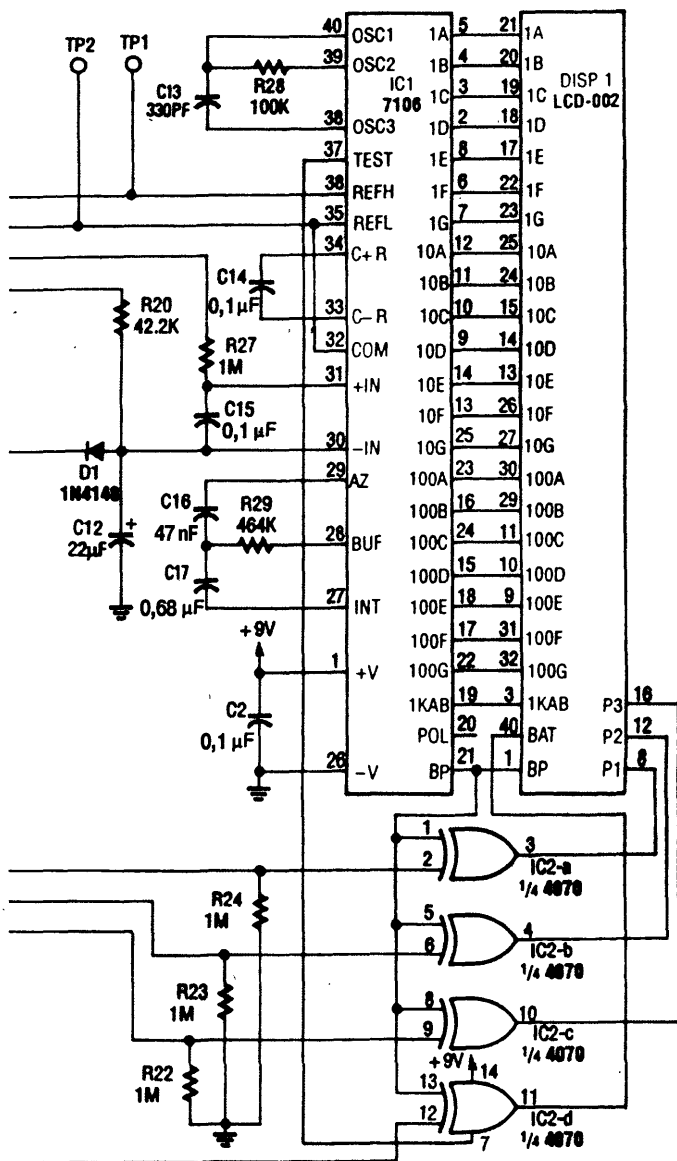 TP2 TP1
40 OSC1 1A 5 21 1A
39 OSC2 1B 4 20 1B
C13 330PF
R28 100K
IC1 7106
DISP 1 LCD-002
1C 3 19 1C
38 OSC3 1D 2 18 1D
37 TEST 1E 8 17 1E
38 REFH 1F 6 22 1F
35 REFL 1G 7 23 1G
34 C+R 10A 12 25 10A
C14 0,1 µF
10B 11 24 10B
33 C–R 10C 10 15 10C
R20 42.2K
32 COM 10D 9 14 10D
R27 1M
31 +IN 10E 14 13 10E
C15 0,1 µF
10F 13 26 10F
30 –IN 10G 25 27 10G
D1 1N4148
29 AZ 100A 23 30 100A
C16 47 nF
R29 464K
100B 16 29 100B
C12 22µF +
28 BUF 100C 24 11 100C
C17 0,68 µF
100D 15 10 100D
27 INT 100E 18 9 100E
+9V
100F 17 31 100F
1 +V 100G 22 32 100G
1KAB 19 3 1KAB P3 16
C2 0,1 µF
POL 20 40 BAT P2 12
26 –V BP 21 1 BP P1 8
1 2 3 IC2-a 1/4 4070
R24 1M
5 6 4 IC2-b 1/4 4070
R23 1M
8 9 10 IC2-c 1/4 4070
R22 1M
+9V 14
13 12 11 IC2-d 1/4 4070
7